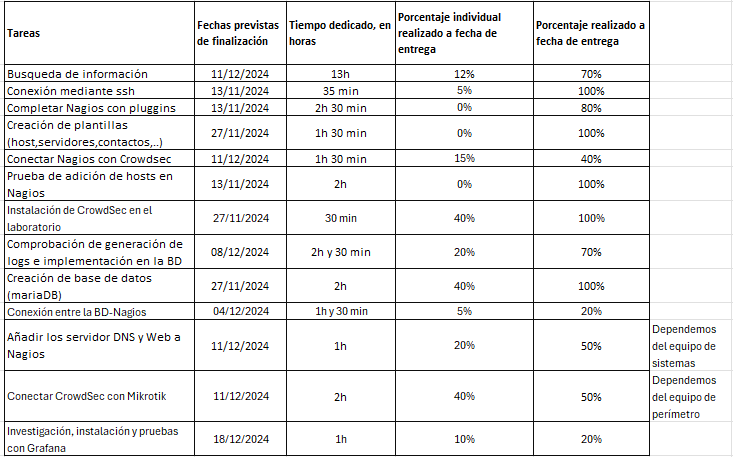 Tareas
Fechas previstas
de finalización
Tiempo dedicado, en
horas
Porcentaje individual
realizado a fecha de
entrega
Porcentaje realizado a
fecha de entrega
Busqueda de información 11/12/2024 13h 12% 70%
Conexión mediante ssh 13/11/2024 35 min 5% 100%
Completar Nagios con pluggins 13/11/2024 2h 30 min 0% 80%
Creación de plantillas
(host,servidores,contactos,..) 27/11/2024 1h 30 min 0% 100%
Conectar Nagios con Crowdsec 11/12/2024 1h 30 min 15% 40%
Prueba de adición de hosts en
Nagios 13/11/2024 2h 0% 100%
Instalación de CrowdSec en el
laboratorio 27/11/2024 30 min 40% 100%
Comprobación de generación de
logs e implementación en la BD 08/12/2024 2h y 30 min 20% 70%
Creación de base de datos
(mariaDB) 27/11/2024 2h 40% 100%
Conexión entre la BD-Nagios 04/12/2024 1h y 30 min 5% 20%
Añadir los servidor DNS y Web a
Nagios 11/12/2024 1h 20% 50%
Dependemos
del equipo de
sistemas
Conectar CrowdSec con Mikrotik 11/12/2024 2h 40% 50%
Dependemos
del equipo de
perímetro
Investigación, instalación y pruebas
con Grafana 18/12/2024 1h 10% 20%